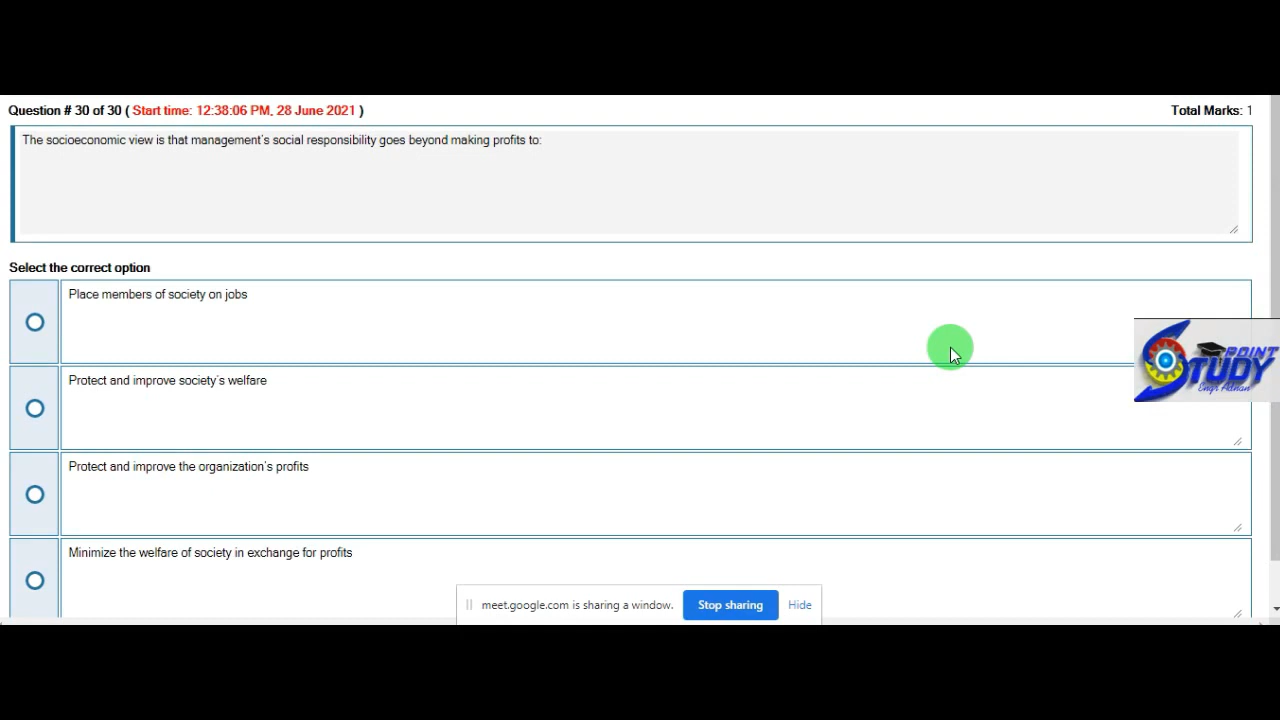 Question # 30 of 30 ( Start time: 12:38:06 PM, 28 June 2021 ) Total Marks: 1
The socioeconomic view is that management's social responsibility goes beyond making profits to:
Select the correct option
Place members of society on jobs
Protect and improve society's welfare
POINT
STUDY
Engr Adnan
Protect and improve the organization's profits
Minimize the welfare of society in exchange for profits
meet.google.com is sharing a window. Stop sharing Hide